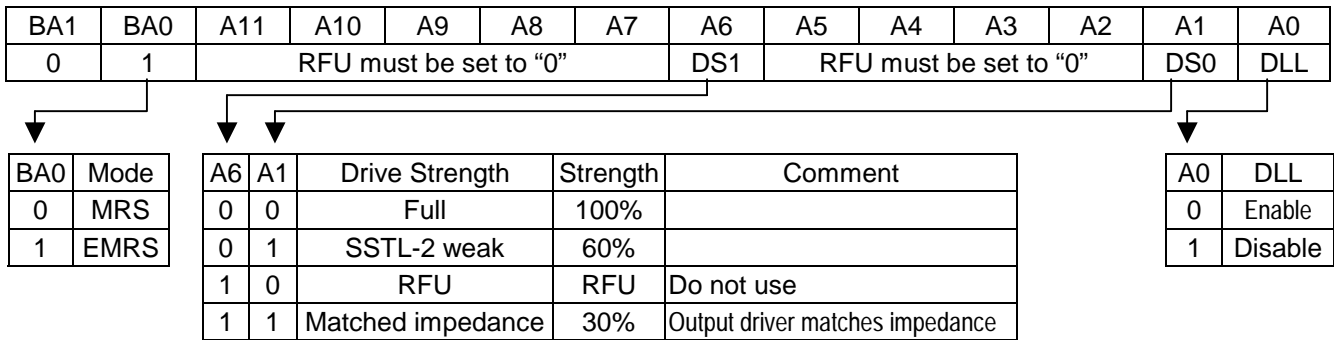 BA1 BA0 A11 A10 A9 A8 A7 A6 A5 A4 A3 A2 A1 A0
0 1 RFU must be set to “0” DS1 RFU must be set to “0” DS0 DLL
BA0 Mode A6 A1 Drive Strength Strength Comment A0 DLL
0 MRS 0 0 Full 100% 0 Enable
1 EMRS 0 1 SSTL-2 weak 60% 1 Disable
1 0 RFU RFU Do not use
1 1 Matched impedance 30% Output driver matches impedance